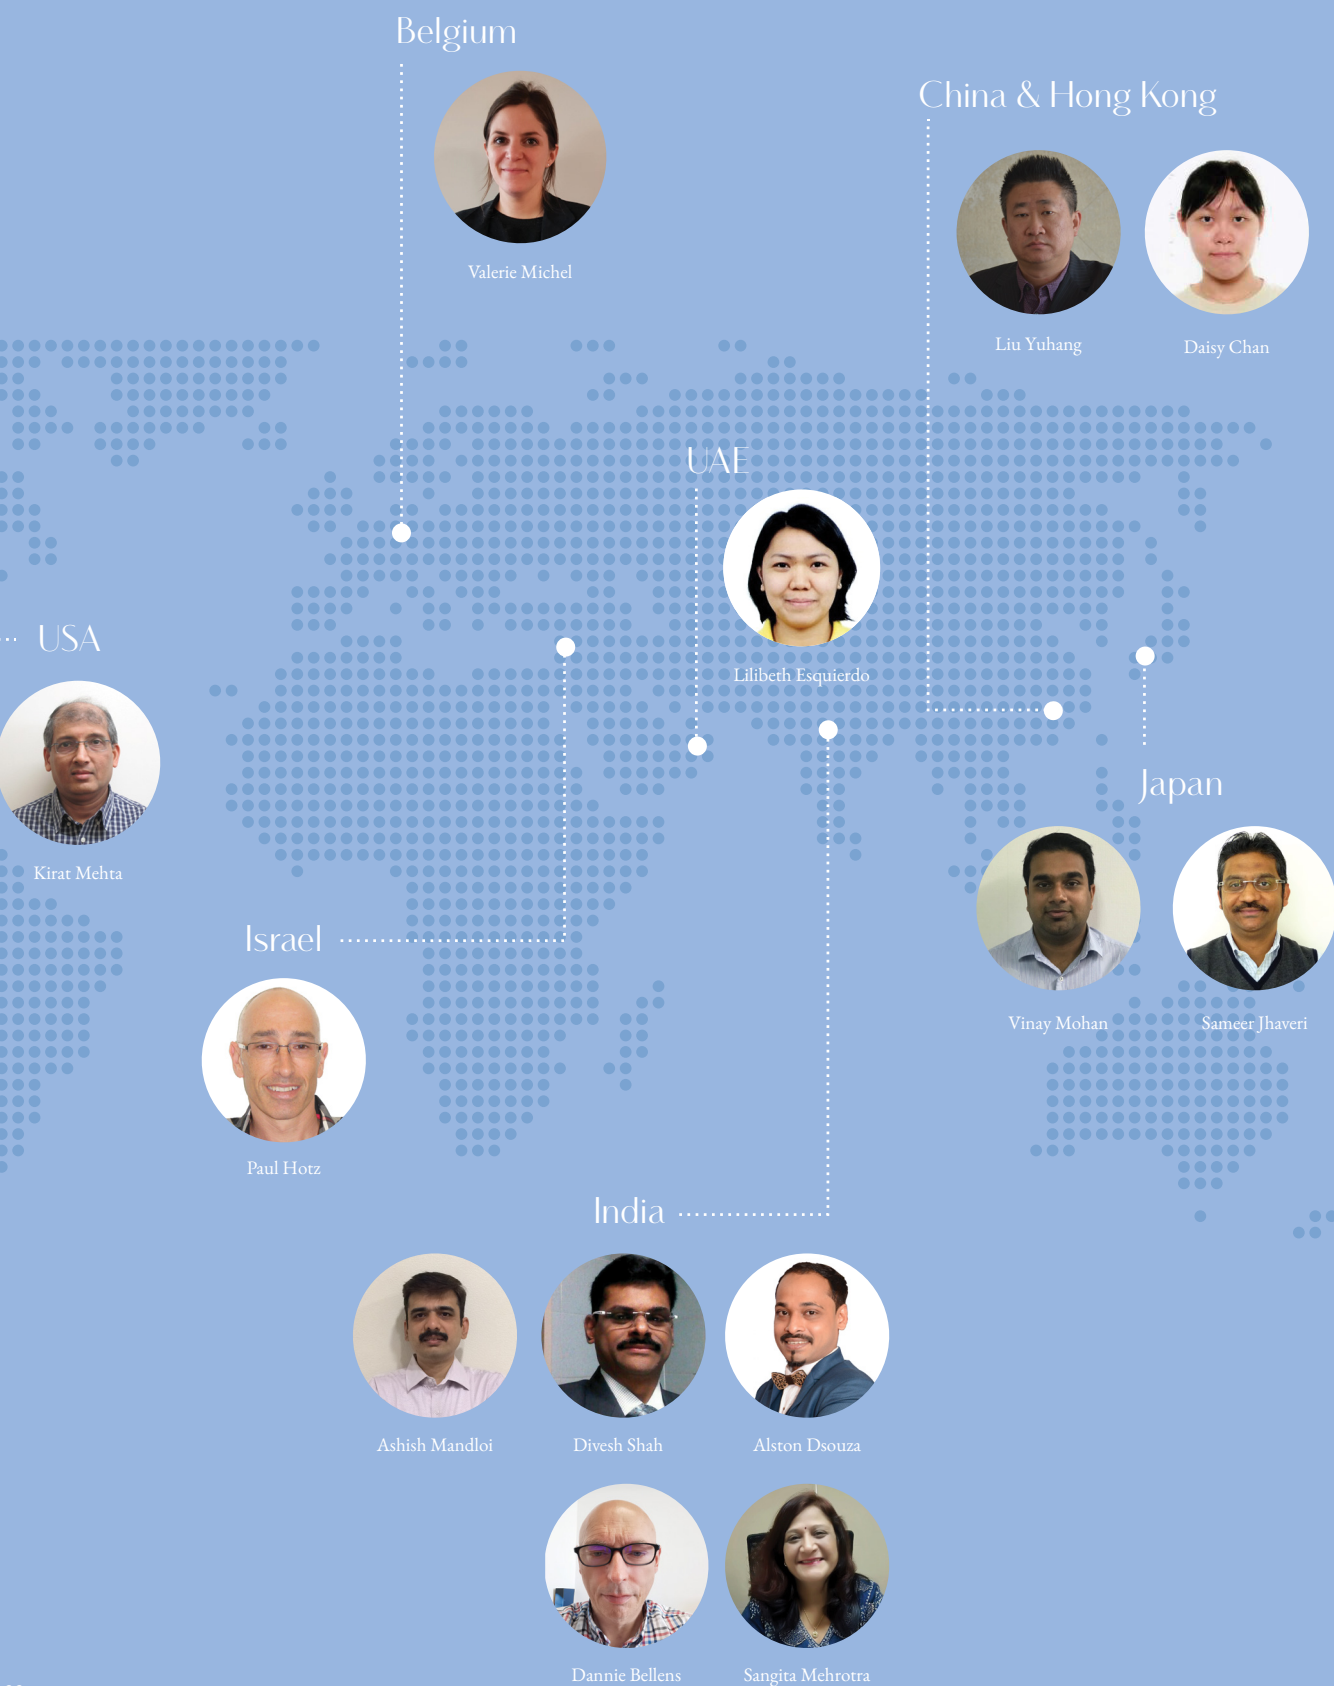 Belgium
Valerie Michel
China & Hong Kong
Liu Yuhang
Daisy Chan
UAE
Lilibeth Esquierdo
USA
Kirat Mehta
Japan
Vinay Mohan
Sameer Jhaveri
Israel
Paul Hotz
India
Ashish Mandloi
Divesh Shah
Alston Dsouza
Dannie Bellens
Sangita Mehrotra